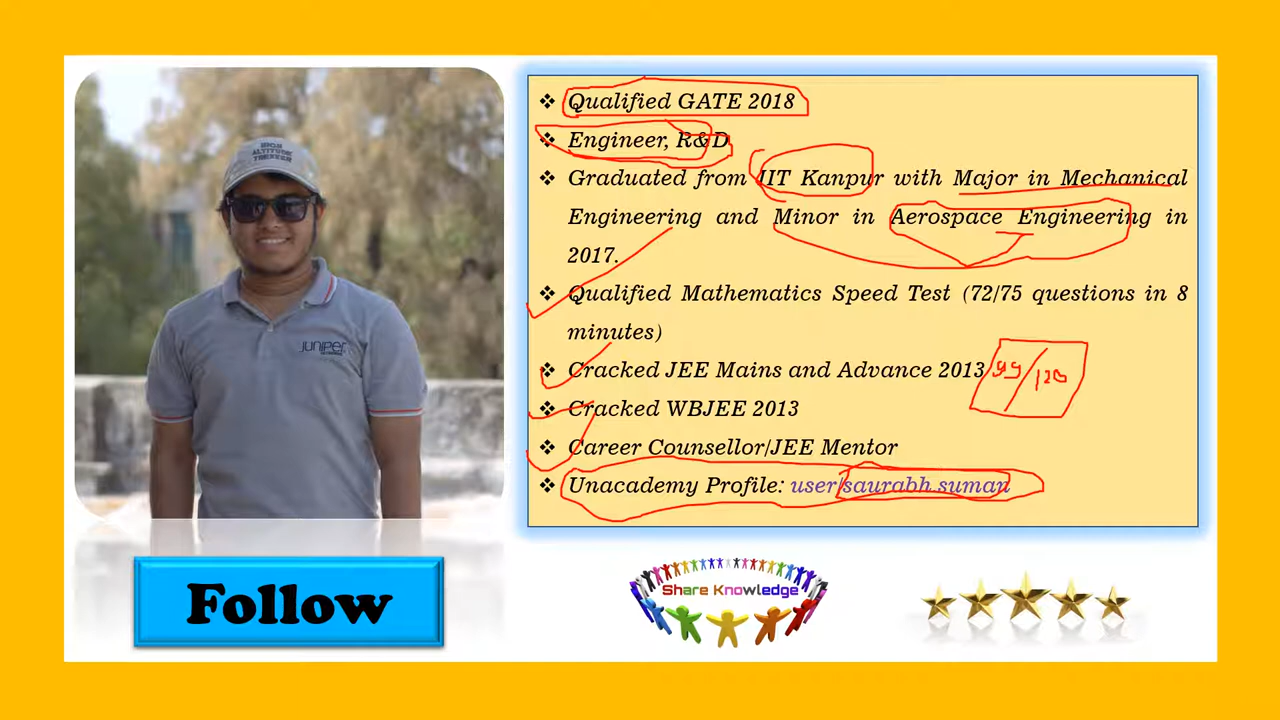 HIGH
ALTITUDE
TREKKER
JUNIPER
NETWORKS
❖ Qualified GATE 2018
❖ Engineer, R&D
❖ Graduated from IIT Kanpur with Major in Mechanical
Engineering and Minor in Aerospace Engineering in
2017.
❖ Qualified Mathematics Speed Test (72/75 questions in 8
minutes)
❖ Cracked JEE Mains and Advance 2013
99/120
❖ Cracked WBJEE 2013
❖ Career Counsellor/JEE Mentor
❖ Unacademy Profile: user/saurabh.suman
Follow
Share Knowledge